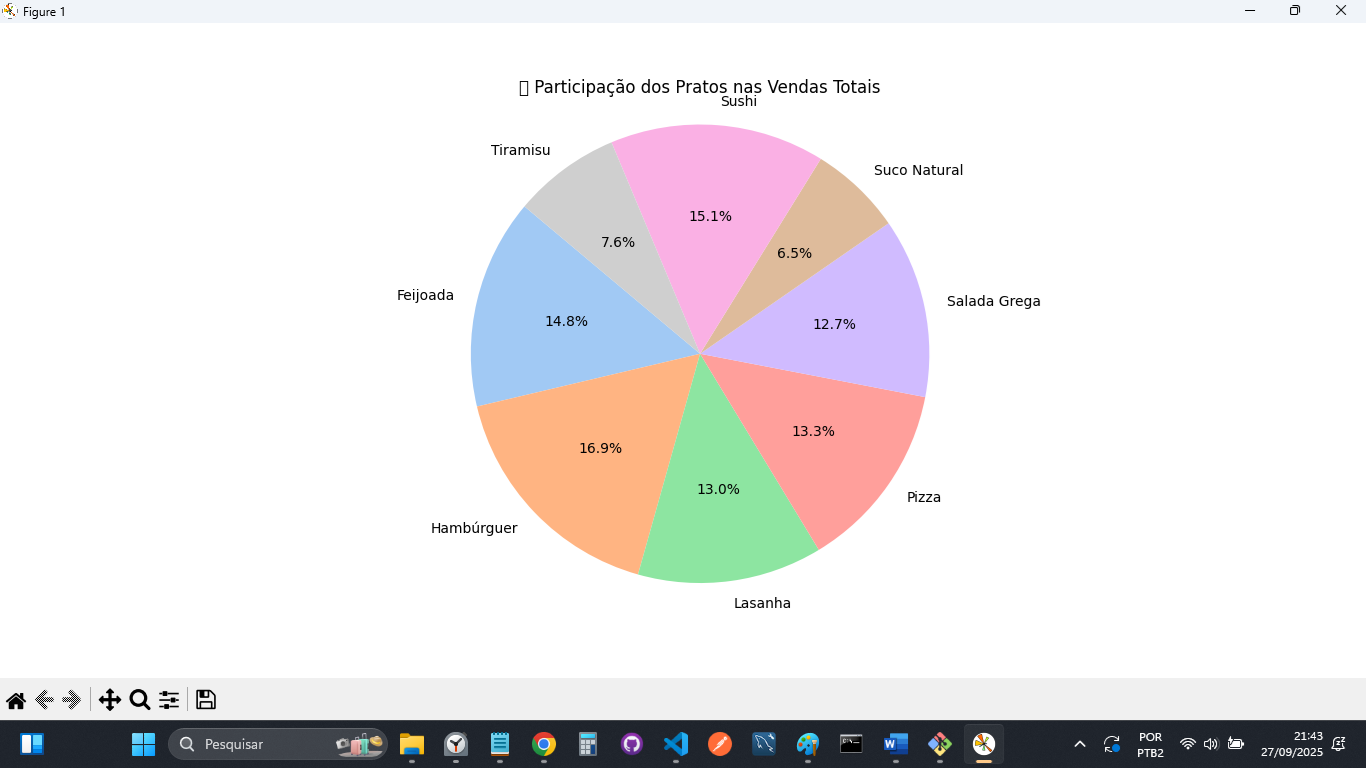 Figure 1
Participação dos Pratos nas Vendas Totais
Sushi
Tiramisu
Suco Natural
15.1%
7.6%
6.5%
Feijoada
Salada Grega
14.8%
12.7%
16.9%
13.3%
13.0%
Pizza
Hambúrguer
Lasanha
Pesquisar
POR
PTB2
21:43
27/09/2025